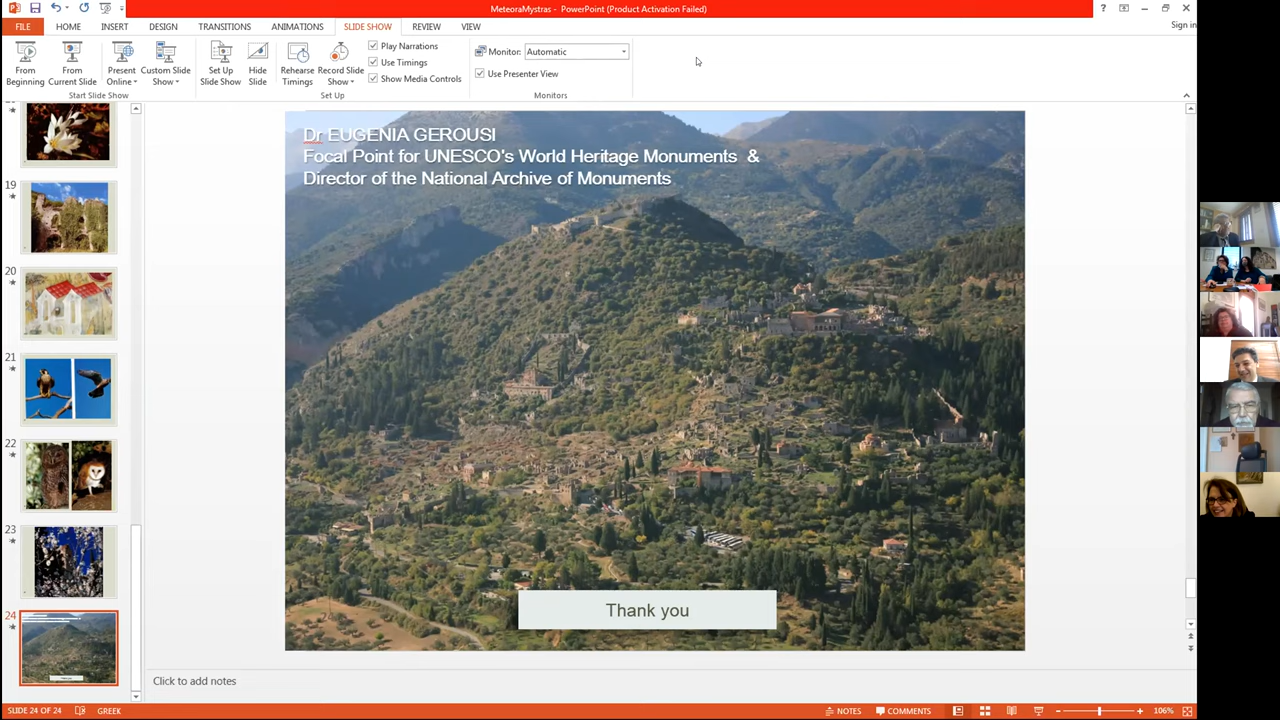 MeteoraMystras - PowerPoint (Product Activation Failed)
FILE HOME INSERT DESIGN TRANSITIONS ANIMATIONS SLIDE SHOW REVIEW VIEW
Sign in
From Beginning
From Current Slide
Present Online
Custom Slide Show
Start Slide Show
Set Up Slide Show
Hide Slide
Rehearse Timings
Record Slide Show
Play Narrations
Use Timings
Show Media Controls
Set Up
Monitor: Automatic
Use Presenter View
Monitors
19
20
21
22
23
24
Dr EUGENIA GEROUSI
Focal Point for UNESCO's World Heritage Monuments &
Director of the National Archive of Monuments
Thank you
Click to add notes
SLIDE 24 OF 24
GREEK
NOTES
COMMENTS
106%